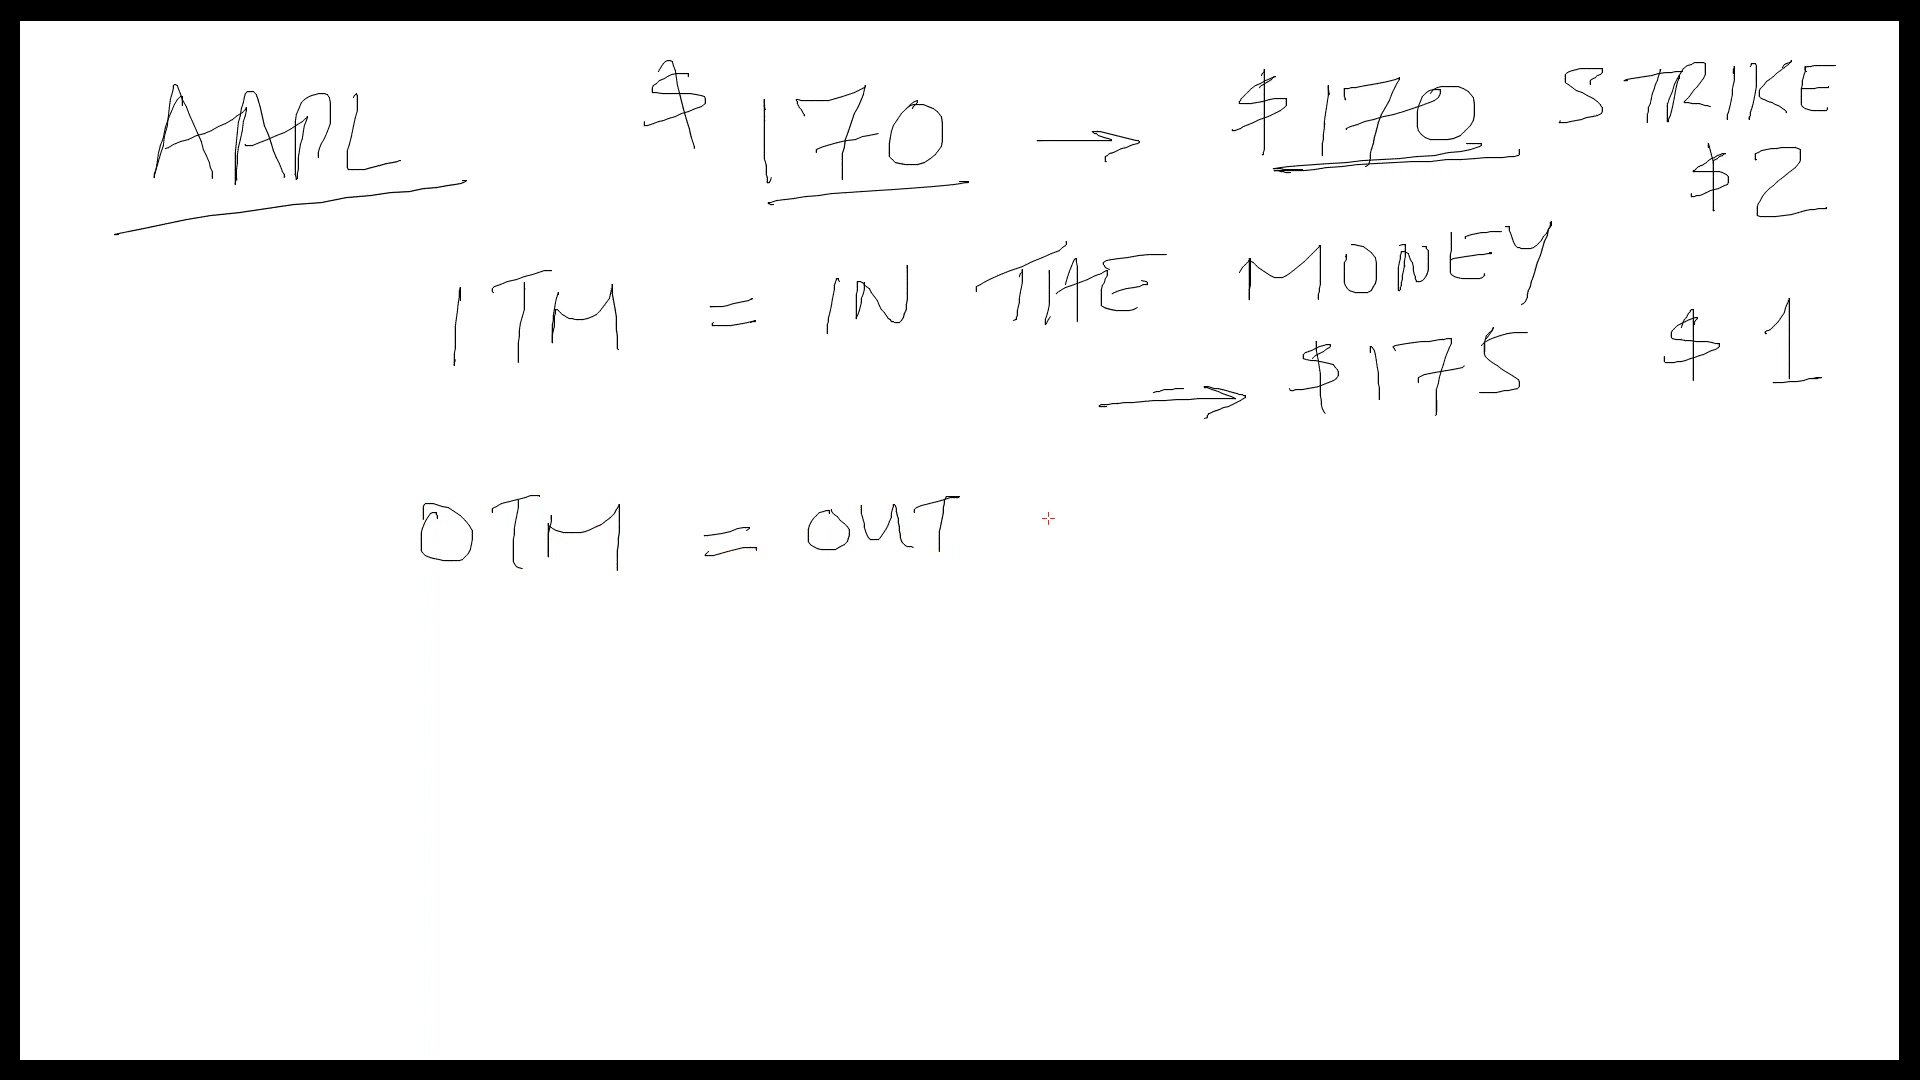 AAPL $170 → $170 STRIKE
$2
ITM = IN THE MONEY
→ $175 $1
OTM = OUT